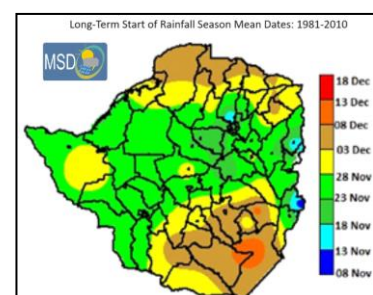 Long-Term Start of Rainfall Season Mean Dates: 1981-2010
MSD
18 Dec
13 Dec
08 Dec
03 Dec
28 Nov
23 Nov
18 Nov
13 Nov
08 Nov